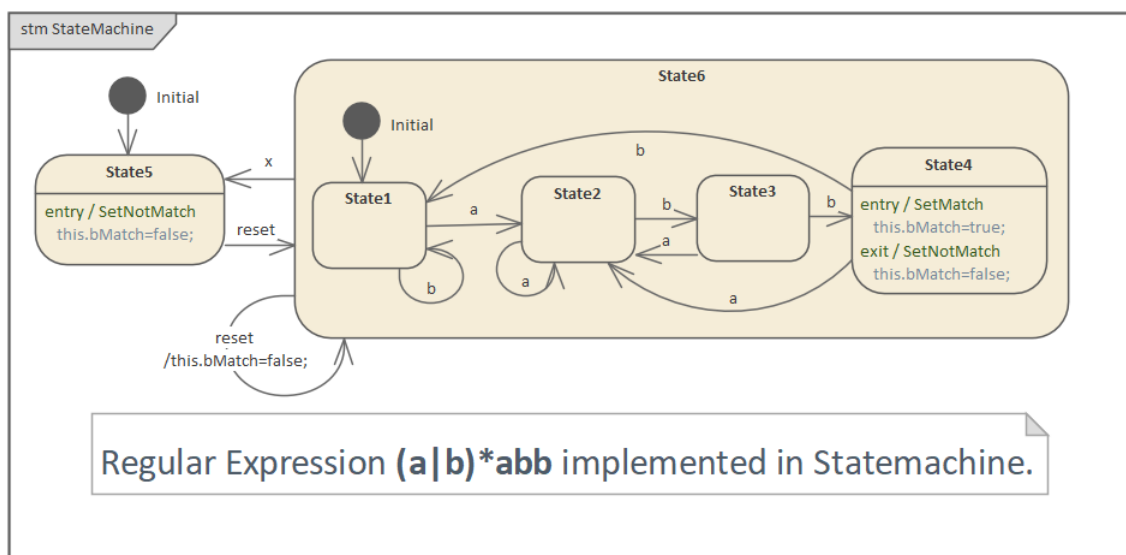 stm StateMachine
Initial
State5
entry / SetNotMatch
this.bMatch=false;
x
reset
State6
Initial
State1
a
b
State2
a
b
a
State3
b
b
a
State4
entry / SetMatch
this.bMatch=true;
exit / SetNotMatch
this.bMatch=false;
reset
/this.bMatch=false;
Regular Expression (a|b)*abb implemented in Statemachine.